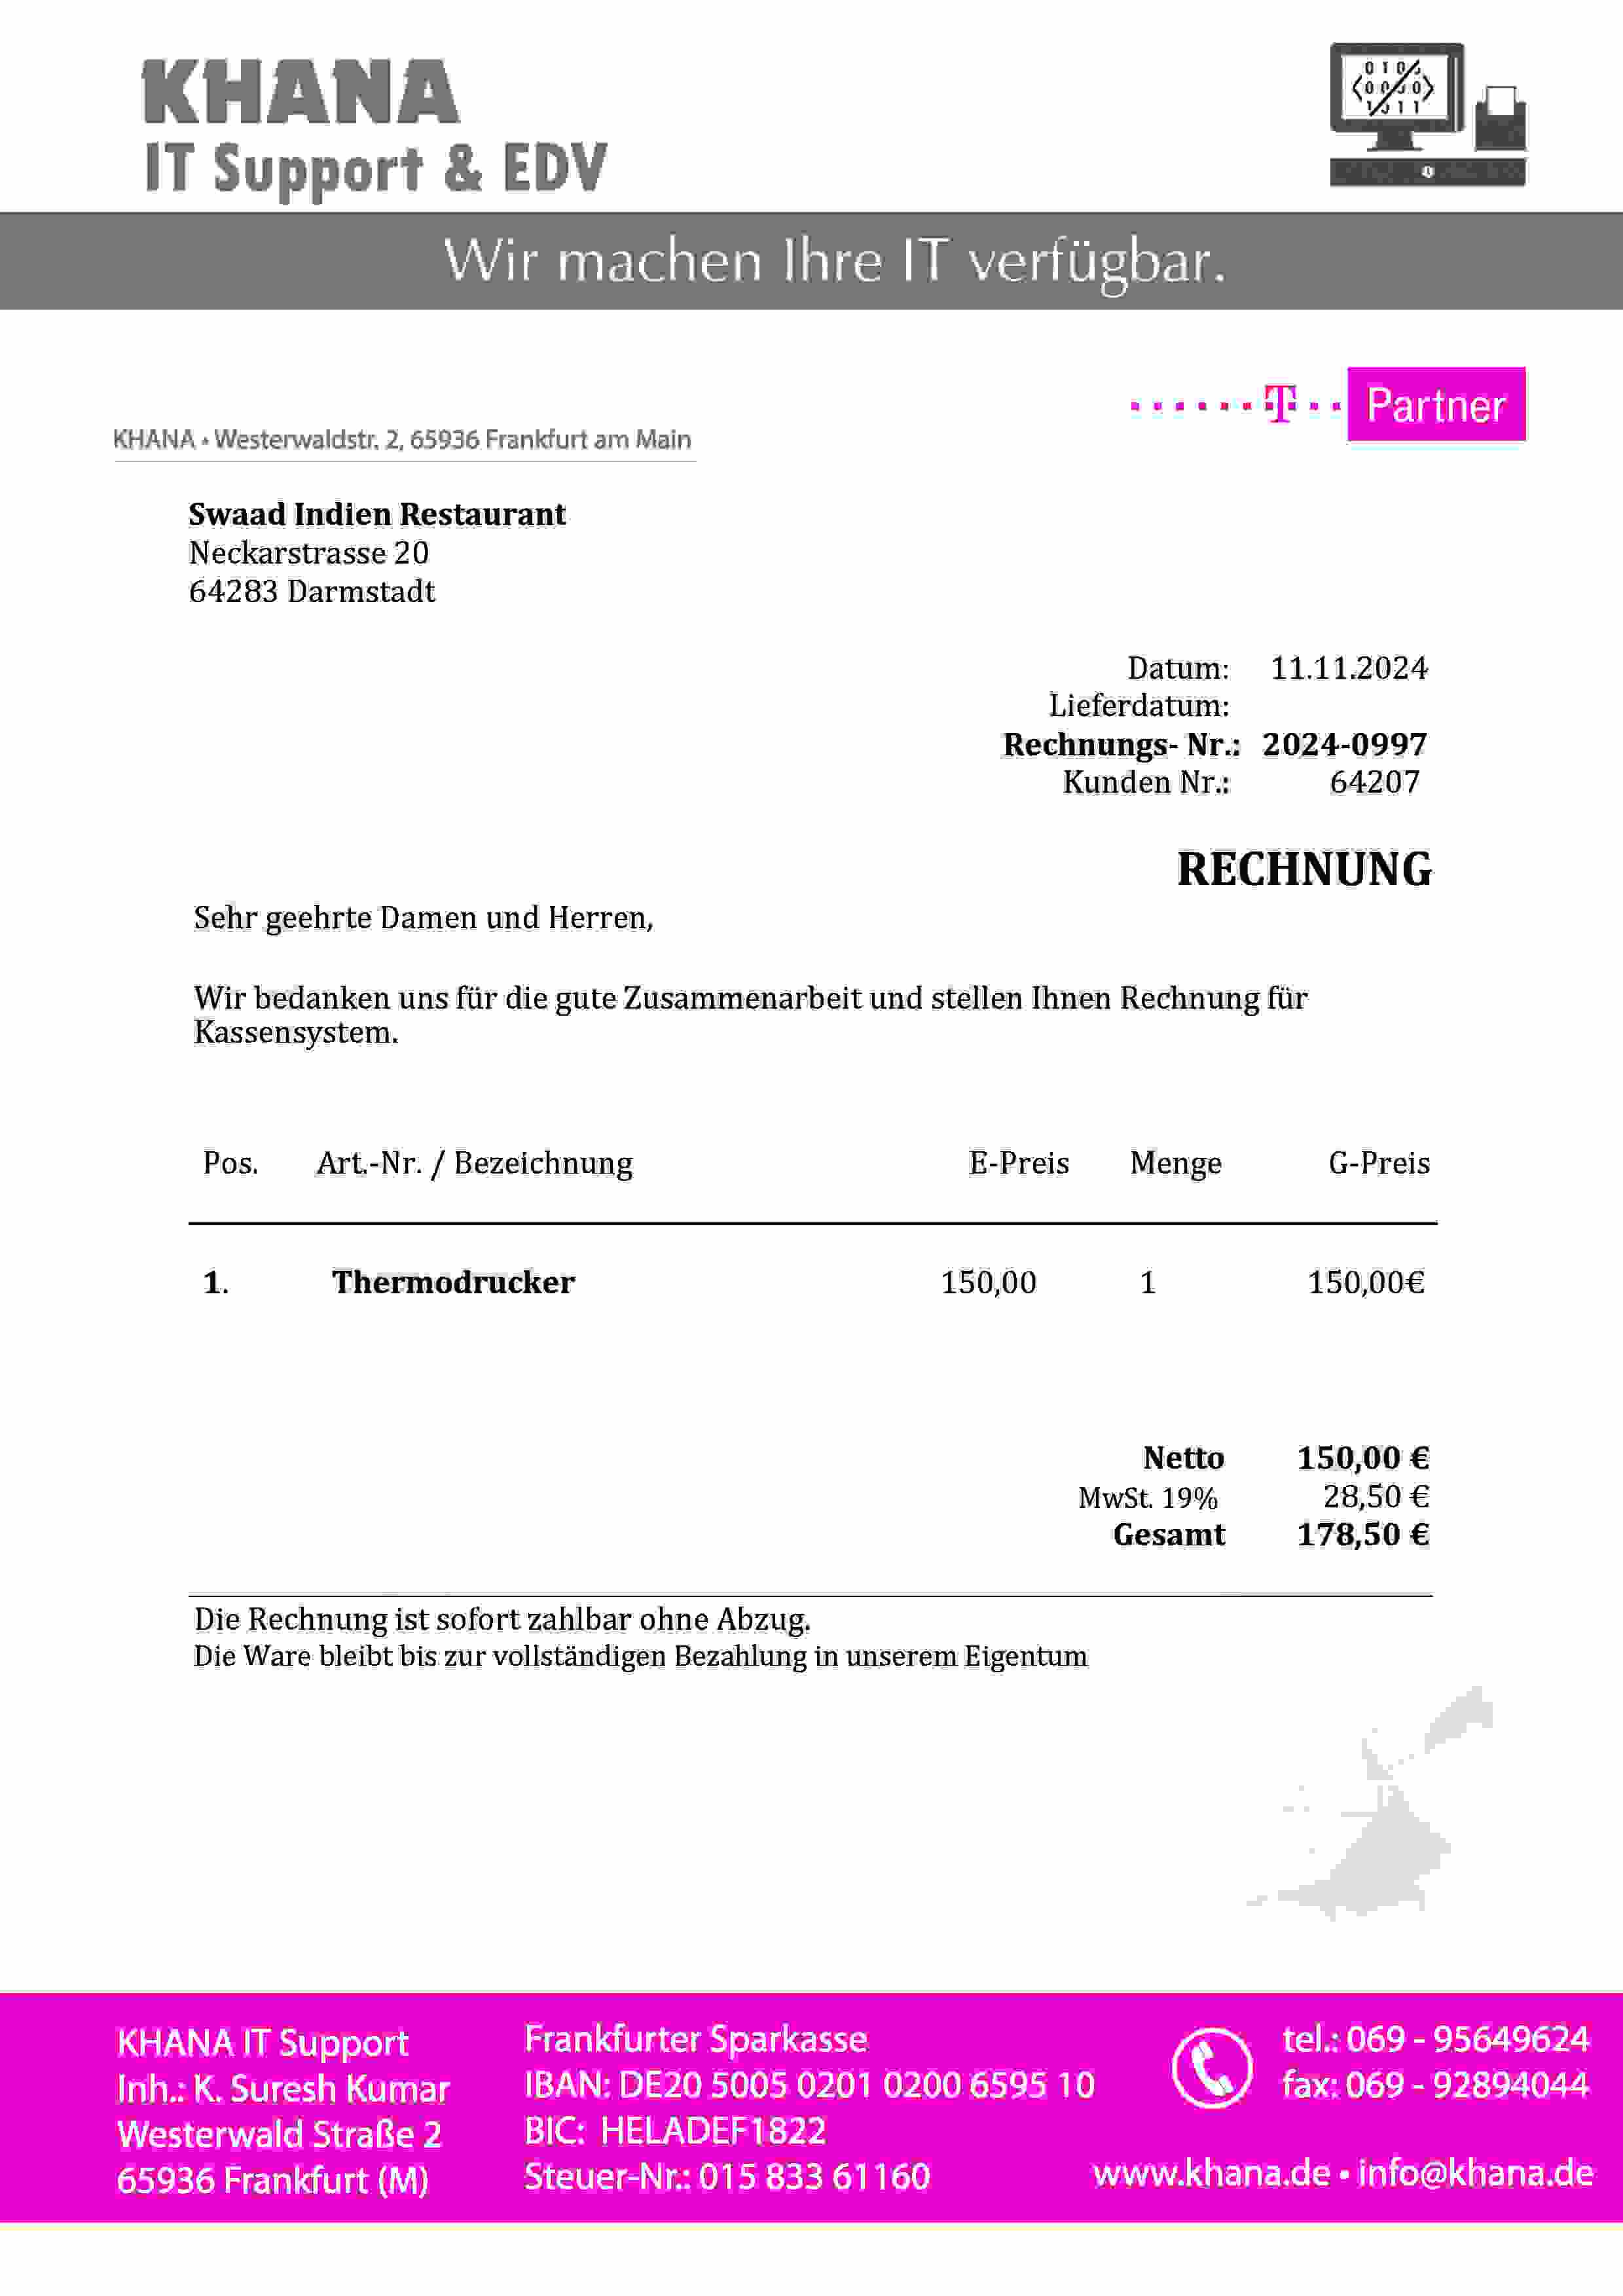 KHANA
IT Support & EDV
Wir machen Ihre IT verfügbar.
T Partner
KHANA • Westerwaldstr. 2, 65936 Frankfurt am Main
Swaad Indien Restaurant
Neckarstrasse 20
64283 Darmstadt
Datum: 11.11.2024
Lieferdatum:
Rechnungs- Nr.: 2024-0997
Kunden Nr.: 64207
RECHNUNG
Sehr geehrte Damen und Herren,
Wir bedanken uns für die gute Zusammenarbeit und stellen Ihnen Rechnung für
Kassensystem.
Pos. Art.-Nr. / Bezeichnung E-Preis Menge G-Preis
1. Thermodrucker 150,00 1 150,00€
Netto 150,00 €
MwSt. 19% 28,50 €
Gesamt 178,50 €
Die Rechnung ist sofort zahlbar ohne Abzug.
Die Ware bleibt bis zur vollständigen Bezahlung in unserem Eigentum
KHANA IT Support
Inh.: K. Suresh Kumar
Westerwald Straße 2
65936 Frankfurt (M)
Frankfurter Sparkasse
IBAN: DE20 5005 0201 0200 6595 10
BIC: HELADEF1822
Steuer-Nr.: 015 833 61160
tel.: 069 - 95649624
fax: 069 - 92894044
www.khana.de • info@khana.de